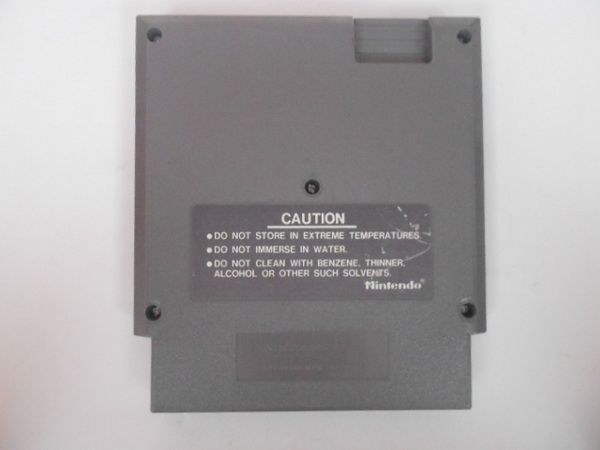 CAUTION
• DO NOT STORE IN EXTREME TEMPERATURES.
• DO NOT IMMERSE IN WATER.
• DO NOT CLEAN WITH BENZENE, THINNER,
ALCOHOL OR OTHER SUCH SOLVENTS.
Nintendo®